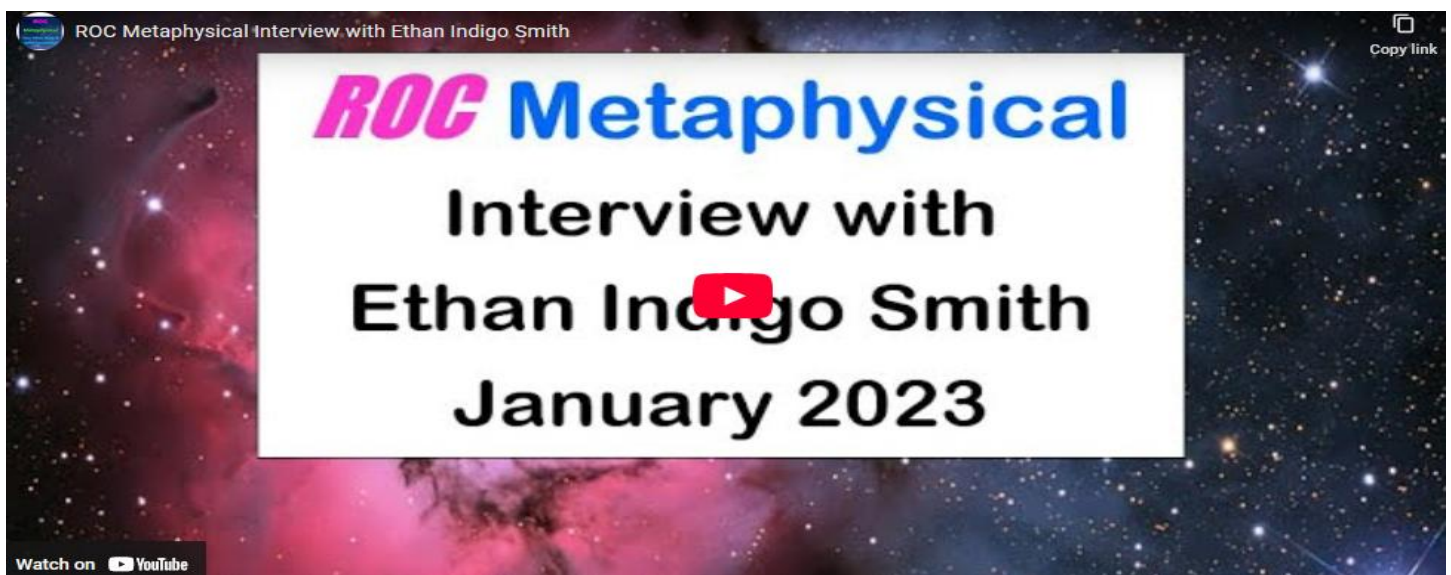 ROC Metaphysical Interview with Ethan Indigo Smith
Copy link
ROC Metaphysical
Interview with
Ethan Indigo Smith
January 2023
Watch on YouTube